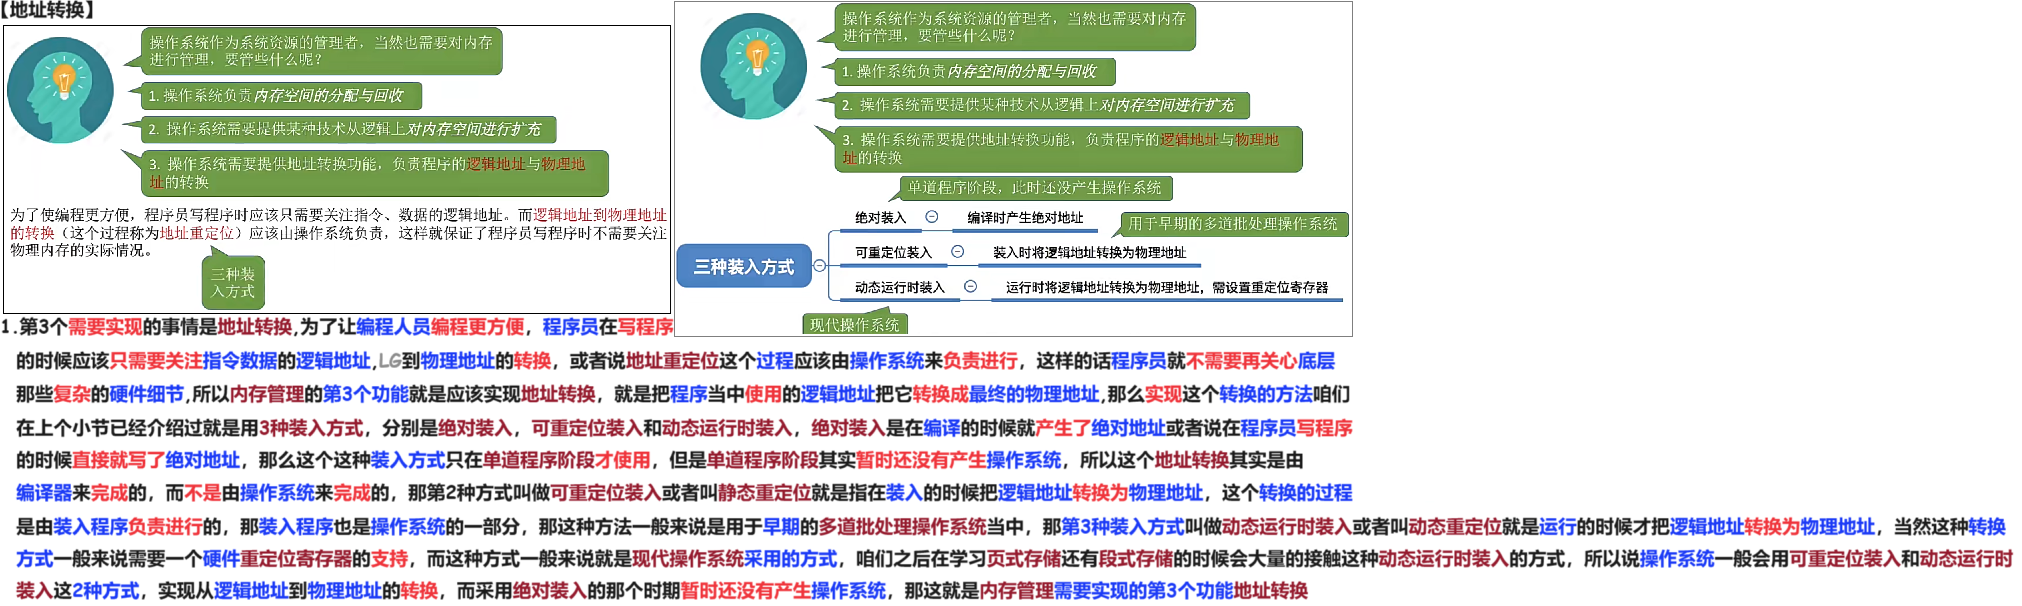 【地址转换】
操作系统作为系统资源的管理者，当然也需要对内存
进行管理，要管些什么呢？
1. 操作系统负责内存空间的分配与回收
2. 操作系统需要提供某种技术从逻辑上对内存空间进行扩充
3. 操作系统需要提供地址转换功能，负责程序的逻辑地址与物理地
址的转换
为了使编程更方便，程序员写程序时应该只需要关注指令、数据的逻辑地址。而逻辑地址到物理地址
的转换（这个过程称为地址重定位）应该由操作系统负责，这样就保证了程序员写程序时不需要关注
物理内存的实际情况。
三种装
入方式
操作系统作为系统资源的管理者，当然也需要对内存
进行管理，要管些什么呢？
1. 操作系统负责内存空间的分配与回收
2. 操作系统需要提供某种技术从逻辑上对内存空间进行扩充
3. 操作系统需要提供地址转换功能，负责程序的逻辑地址与物理地
址的转换
单道程序阶段，此时还没产生操作系统
绝对装入 编译时产生绝对地址
用于早期的多道批处理操作系统
可重定位装入 装入时将逻辑地址转换为物理地址
三种装入方式
动态运行时装入 运行时将逻辑地址转换为物理地址，需设置重定位寄存器
现代操作系统
1.第3个需要实现的事情是地址转换,为了让编程人员编程更方便，程序员在写程序
的时候应该只需要关注指令数据的逻辑地址,LG到物理地址的转换，或者说地址重定位这个过程应该由操作系统来负责进行，这样的话程序员就不需要再关心底层
那些复杂的硬件细节,所以内存管理的第3个功能就是应该实现地址转换，就是把程序当中使用的逻辑地址把它转换成最终的物理地址,那么实现这个转换的方法咱们
在上个小节已经介绍过就是用3种装入方式，分别是绝对装入，可重定位装入和动态运行时装入，绝对装入是在编译的时候就产生了绝对地址或者说在程序员写程序
的时候直接就写了绝对地址，那么这个这种装入方式只在单道程序阶段才使用，但是单道程序阶段其实暂时还没有产生操作系统，所以这个地址转换其实是由
编译器来完成的，而不是由操作系统来完成的，那第2种方式叫做可重定位装入或者叫静态重定位就是指在装入的时候把逻辑地址转换为物理地址，这个转换的过程
是由装入程序负责进行的，那装入程序也是操作系统的一部分，那这种方法一般来说是用于早期的多道批处理操作系统当中，那第3种装入方式叫做动态运行时装入或者叫动态重定位就是运行的时候才把逻辑地址转换为物理地址，当然这种转换
方式一般来说需要一个硬件重定位寄存器的支持，而这种方式一般来说就是现代操作系统采用的方式，咱们之后在学习页式存储还有段式存储的时候会大量的接触这种动态运行时装入的方式，所以说操作系统一般会用可重定位装入和动态运行时
装入这2种方式，实现从逻辑地址到物理地址的转换，而采用绝对装入的那个时期暂时还没有产生操作系统，那这就是内存管理需要实现的第3个功能地址转换